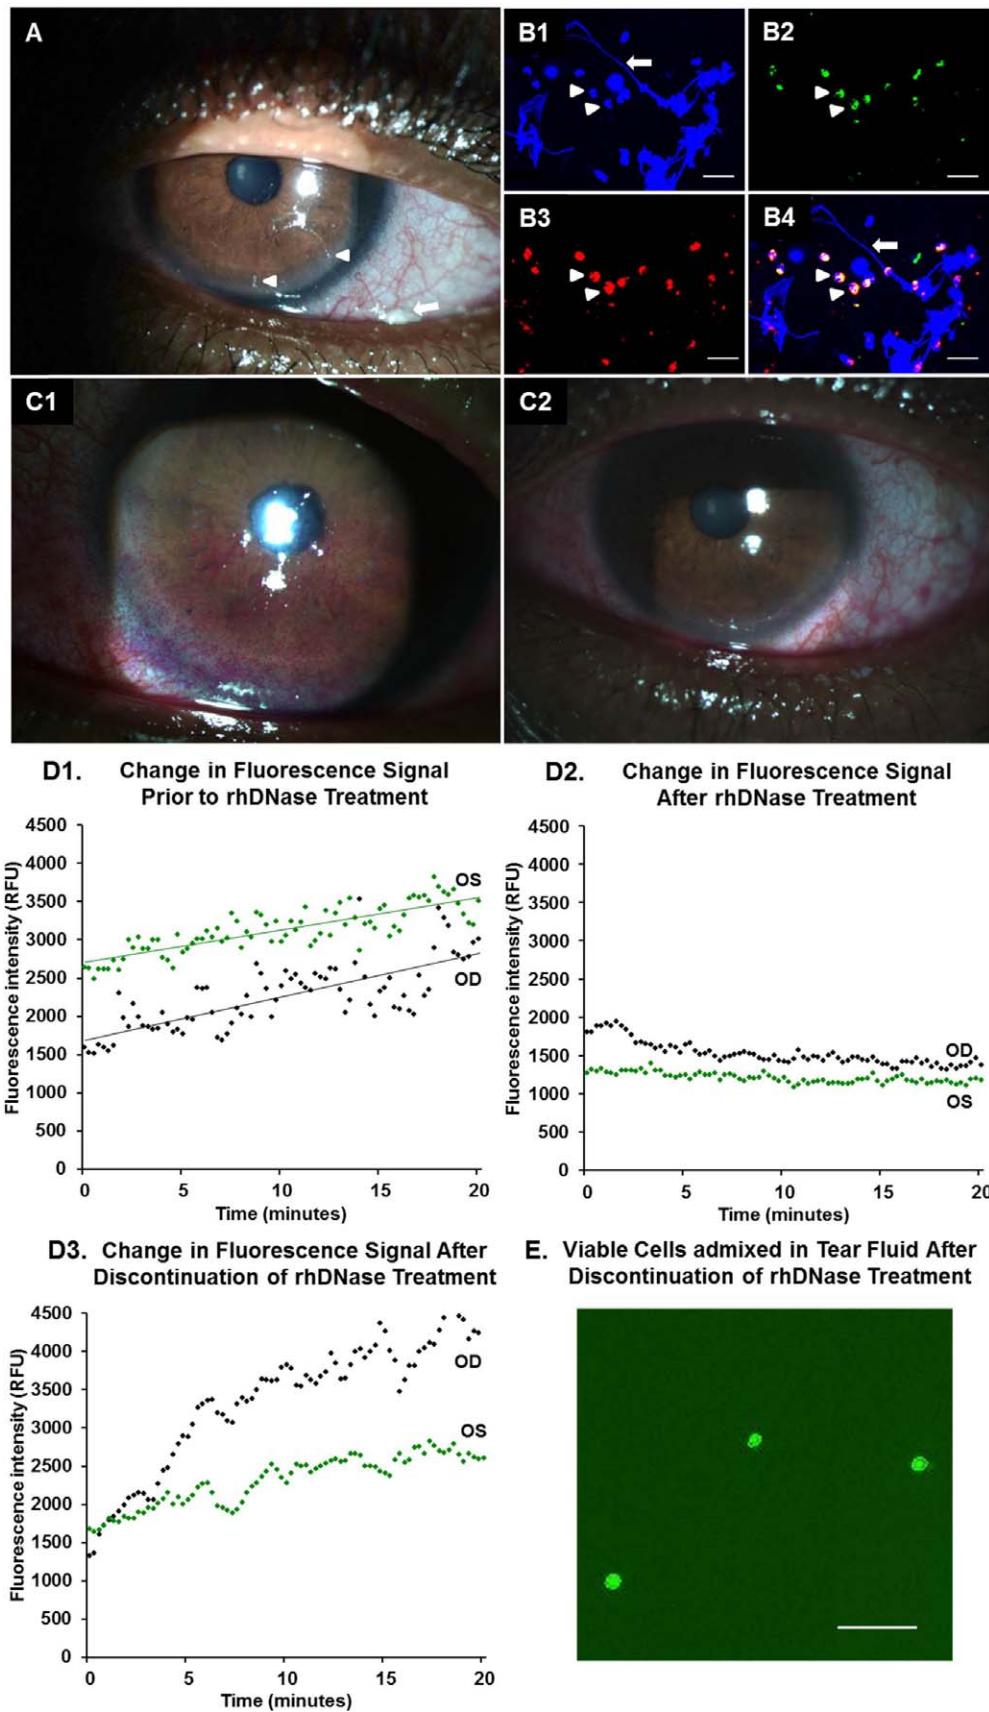 A
B1
B2
B3
B4
C1
C2
D1. Change in Fluorescence Signal
Prior to rhDNase Treatment
Fluorescence intensity (RFU)
4500
4000
3500
3000
2500
2000
1500
1000
500
0
OS
OD
0 5 10 15 20
Time (minutes)
D2. Change in Fluorescence Signal
After rhDNase Treatment
Fluorescence intensity (RFU)
4500
4000
3500
3000
2500
2000
1500
1000
500
0
OD
OS
0 5 10 15 20
Time (minutes)
D3. Change in Fluorescence Signal After
Discontinuation of rhDNase Treatment
Fluorescence intensity (RFU)
4500
4000
3500
3000
2500
2000
1500
1000
500
0
OD
OS
0 5 10 15 20
Time (minutes)
E. Viable Cells admixed in Tear Fluid After
Discontinuation of rhDNase Treatment